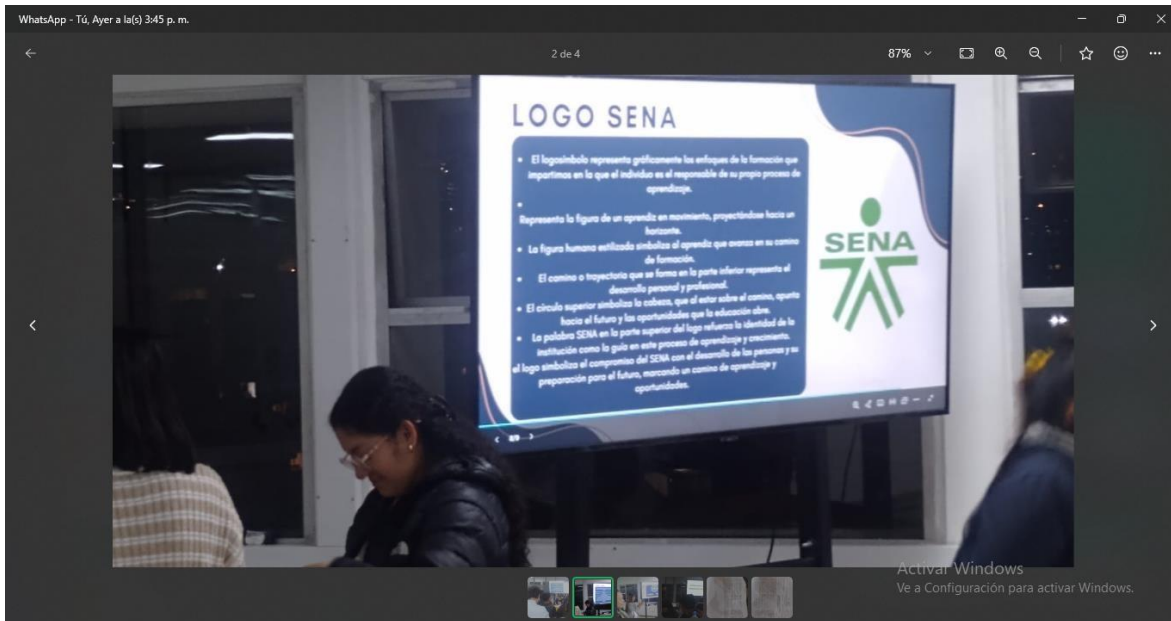 WhatsApp - Tú, Ayer a la(s) 3:45 p. m.
2 de 4
87%
LOGO SENA
• El logosímbolo representa gráficamente los enfoques de la formación que
impartimos en la que el individuo es el responsable de su propio proceso de
aprendizaje.
•
Representa la figura de un aprendiz en movimiento, proyectándose hacia un
horizonte.
• La figura humana estilizada simboliza al aprendiz que avanza en su camino
de formación.
• El camino o trayectoria que se forma en la parte inferior representa el
desarrollo personal y profesional.
• El círculo superior simboliza la cabeza, que al estar sobre el camino, apunta
hacia el futuro y las oportunidades que la educación abre.
• La palabra SENA en la parte superior del logo refuerza la identidad de la
institución como la guía en este proceso de aprendizaje y crecimiento.
el logo simboliza el compromiso del SENA con el desarrollo de las personas y su
preparación para el futuro, marcando un camino de aprendizaje y
oportunidades.
SENA
Activar Windows
Ve a Configuración para activar Windows.